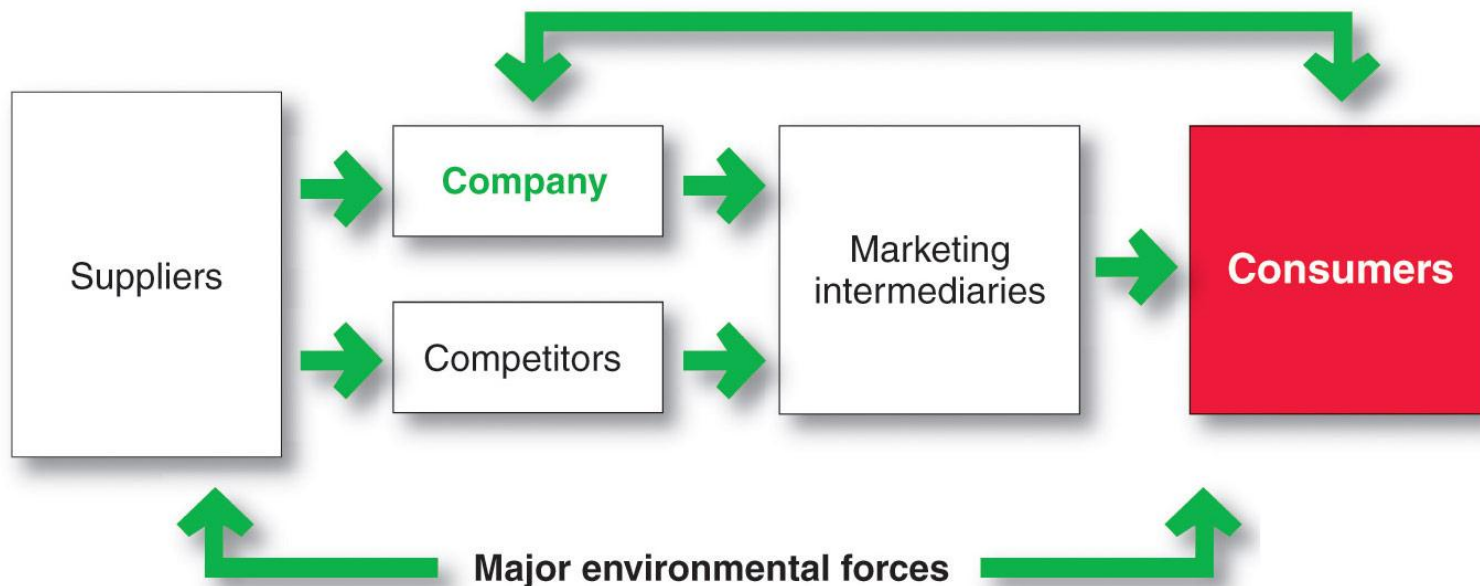 Company
Suppliers
Marketing
intermediaries
Consumers
Competitors
Major environmental forces